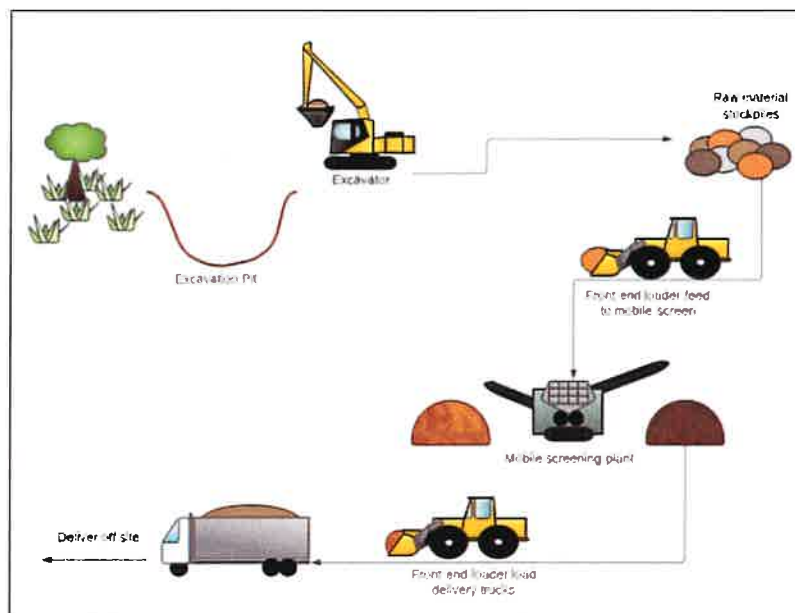 Raw material
stockpiles
Excavator
Excavation Pit
Front end loader feed
to mobile screen
Mobile screening plant
Deliver off site
Front end loader load
delivery trucks